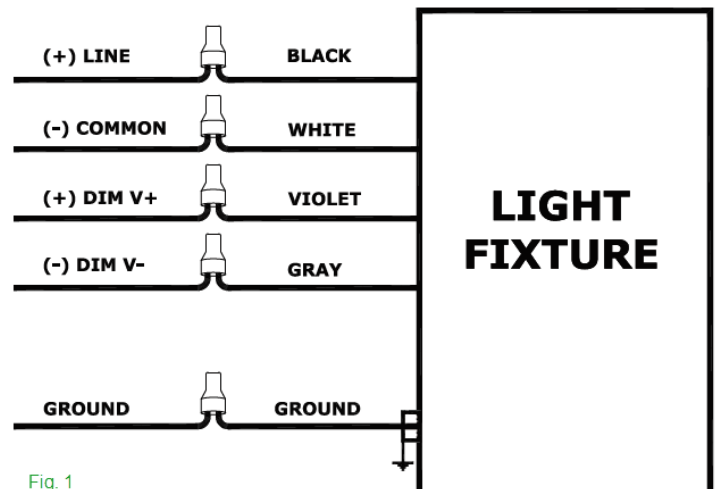 (+) LINE BLACK
(-) COMMON WHITE
(+) DIM V+ VIOLET
(-) DIM V- GRAY
LIGHT
FIXTURE
GROUND GROUND
Fig. 1